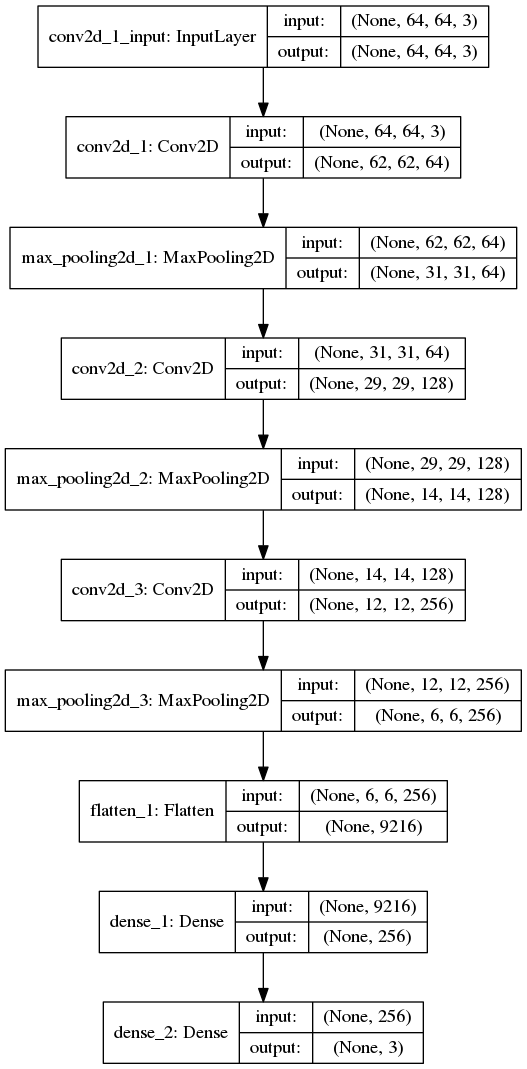 conv2d_1_input: InputLayer
input: (None, 64, 64, 3)
output: (None, 64, 64, 3)
conv2d_1: Conv2D
input: (None, 64, 64, 3)
output: (None, 62, 62, 64)
max_pooling2d_1: MaxPooling2D
input: (None, 62, 62, 64)
output: (None, 31, 31, 64)
conv2d_2: Conv2D
input: (None, 31, 31, 64)
output: (None, 29, 29, 128)
max_pooling2d_2: MaxPooling2D
input: (None, 29, 29, 128)
output: (None, 14, 14, 128)
conv2d_3: Conv2D
input: (None, 14, 14, 128)
output: (None, 12, 12, 256)
max_pooling2d_3: MaxPooling2D
input: (None, 12, 12, 256)
output: (None, 6, 6, 256)
flatten_1: Flatten
input: (None, 6, 6, 256)
output: (None, 9216)
dense_1: Dense
input: (None, 9216)
output: (None, 256)
dense_2: Dense
input: (None, 256)
output: (None, 3)